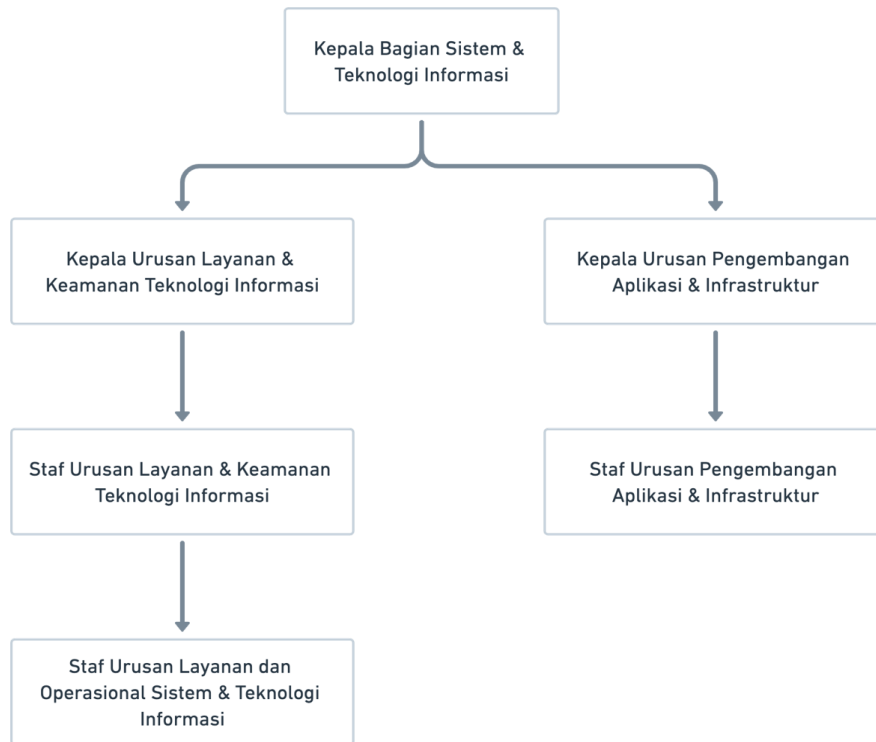 Kepala Bagian Sistem &
Teknologi Informasi
Kepala Urusan Layanan &
Keamanan Teknologi Informasi
Kepala Urusan Pengembangan
Aplikasi & Infrastruktur
Staf Urusan Layanan & Keamanan
Teknologi Informasi
Staf Urusan Pengembangan
Aplikasi & Infrastruktur
Staf Urusan Layanan dan
Operasional Sistem & Teknologi
Informasi